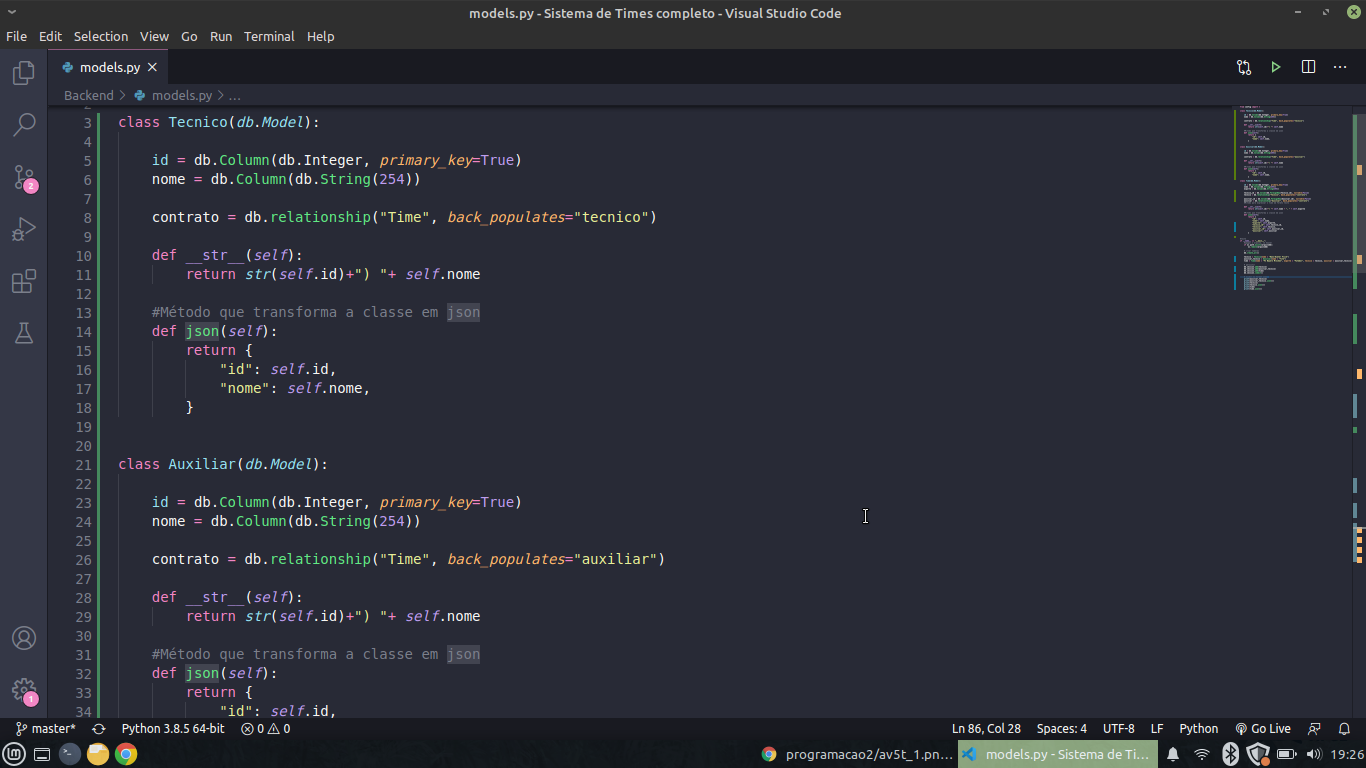 models.py - Sistema de Times completo - Visual Studio Code
File Edit Selection View Go Run Terminal Help
models.py
Backend > models.py > ...
3 class Tecnico(db.Model):
4
5 id = db.Column(db.Integer, primary_key=True)
6 nome = db.Column(db.String(254))
7
8 contrato = db.relationship("Time", back_populates="tecnico")
9
10 def __str__(self):
11 return str(self.id)+") "+ self.nome
12
13 #Método que transforma a classe em json
14 def json(self):
15 return {
16 "id": self.id,
17 "nome": self.nome,
18 }
19
20
21 class Auxiliar(db.Model):
22
23 id = db.Column(db.Integer, primary_key=True)
24 nome = db.Column(db.String(254))
25
26 contrato = db.relationship("Time", back_populates="auxiliar")
27
28 def __str__(self):
29 return str(self.id)+") "+ self.nome
30
31 #Método que transforma a classe em json
32 def json(self):
33 return {
34 "id": self.id,
2
1
master* Python 3.8.5 64-bit 0 0 Ln 86, Col 28 Spaces: 4 UTF-8 LF Python Go Live
programacao2/av5t_1.pn... models.py - Sistema de Ti... 19:26